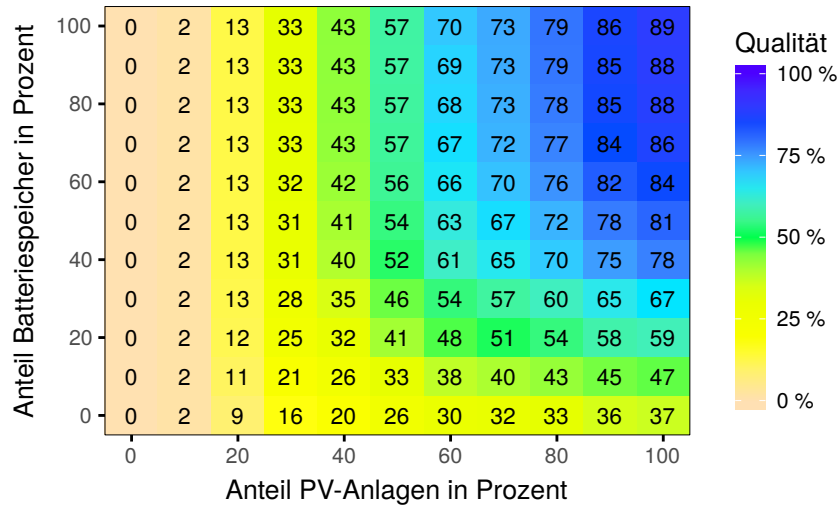 Anteil Batteriespeicher in Prozent
100 0 2 13 33 43 57 70 73 79 86 89
0 2 13 33 43 57 69 73 79 85 88
80 0 2 13 33 43 57 68 73 78 85 88
0 2 13 33 43 57 67 72 77 84 86
60 0 2 13 32 42 56 66 70 76 82 84
0 2 13 31 41 54 63 67 72 78 81
40 0 2 13 31 40 52 61 65 70 75 78
0 2 13 28 35 46 54 57 60 65 67
20 0 2 12 25 32 41 48 51 54 58 59
0 2 11 21 26 33 38 40 43 45 47
0 0 2 9 16 20 26 30 32 33 36 37
0 20 40 60 80 100
Anteil PV-Anlagen in Prozent
Qualität
100 %
75 %
50 %
25 %
0 %